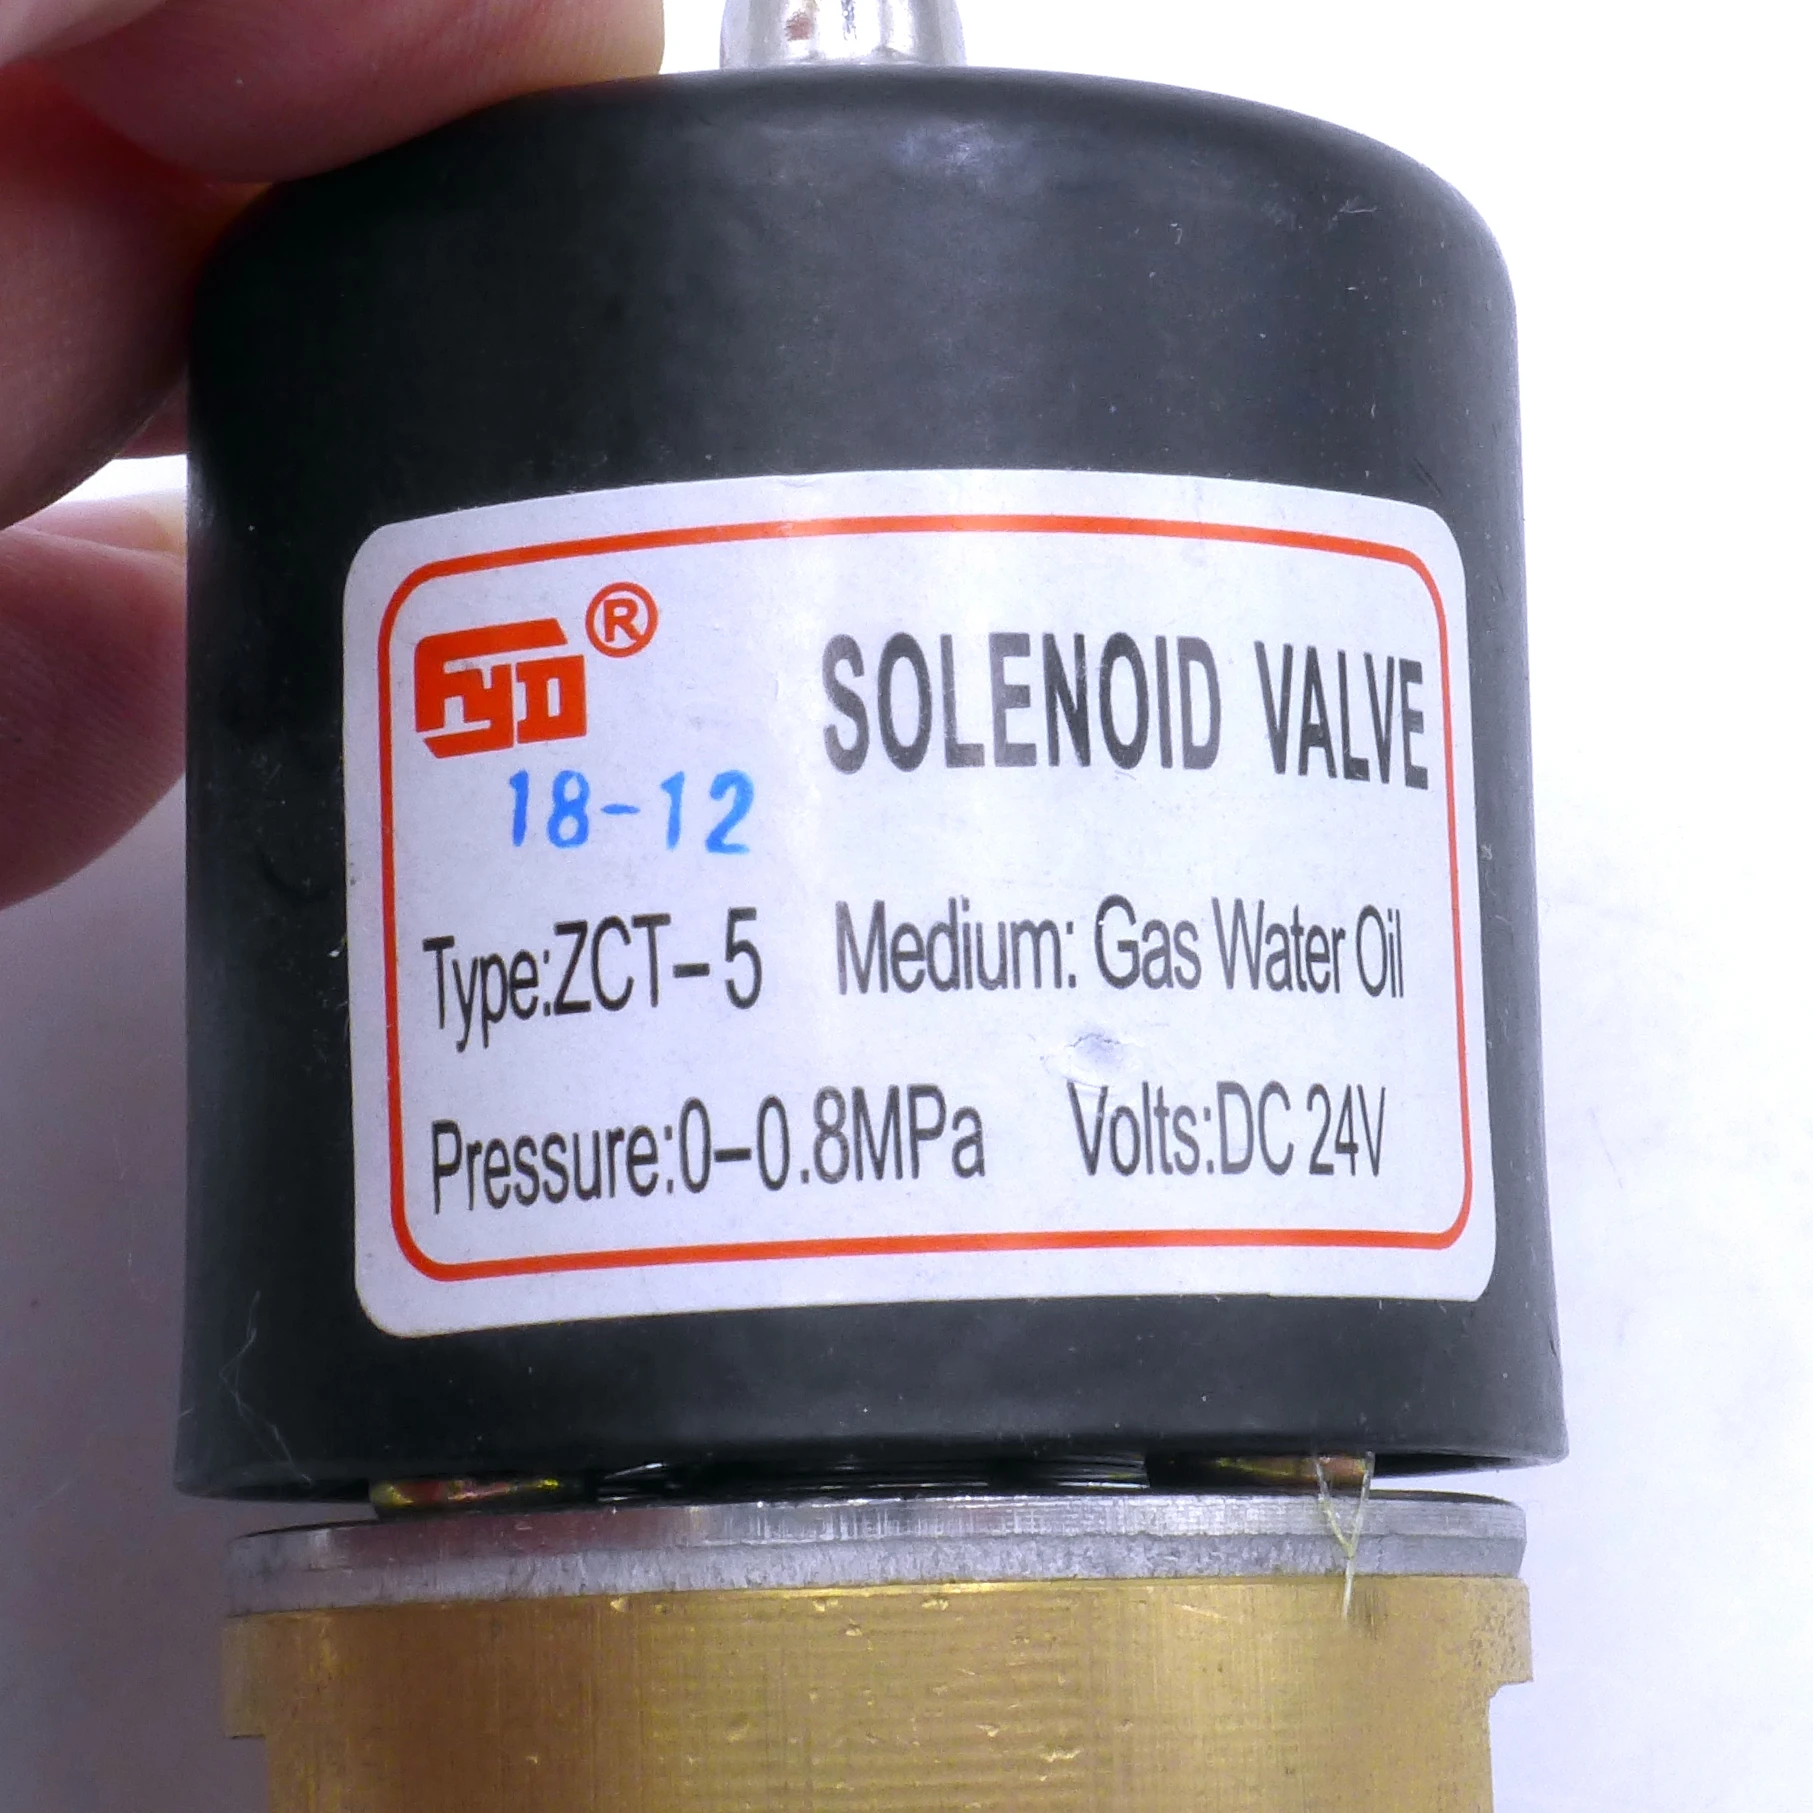 FYD® SOLENOID VALVE
18-12
Type:ZCT-5 Medium: Gas Water Oil
Pressure:0-0.8MPa Volts:DC 24V